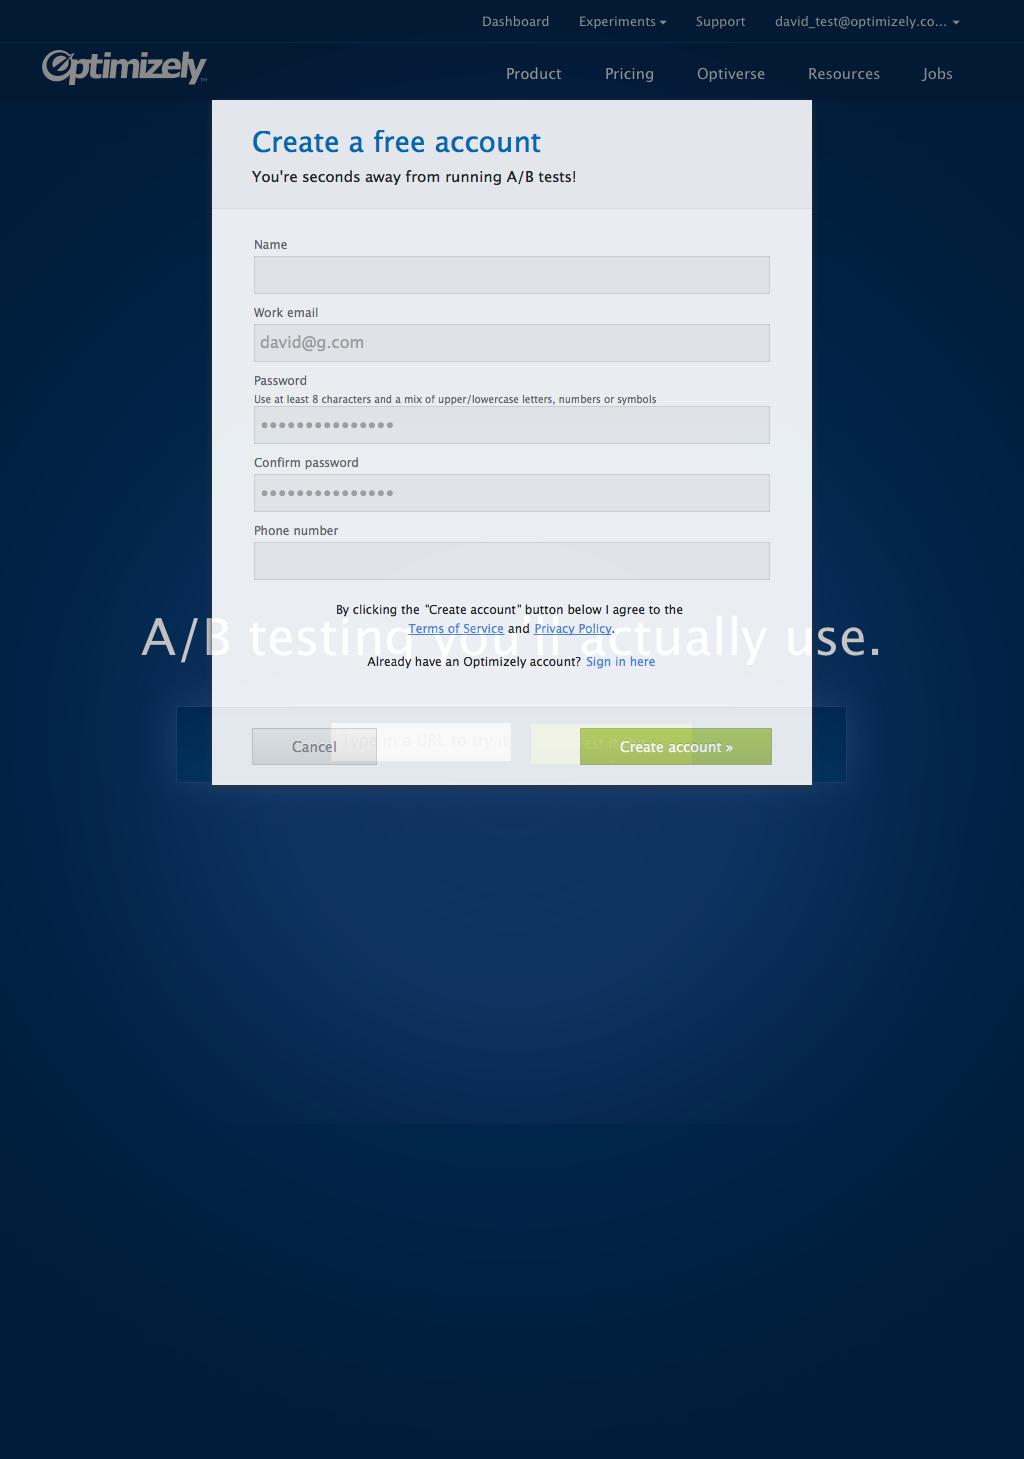 Dashboard Experiments Support david_test@optimizely.co...
Optimizely™ Product Pricing Optiverse Resources Jobs
Create a free account
You're seconds away from running A/B tests!
Name
Work email
david@g.com
Password
Use at least 8 characters and a mix of upper/lowercase letters, numbers or symbols
•••••••••••••••
Confirm password
•••••••••••••••
Phone number
By clicking the "Create account" button below I agree to the
Terms of Service and Privacy Policy.
A/B testing you'll actually use.
Already have an Optimizely account? Sign in here
Type in a URL to try it
Cancel Create account »